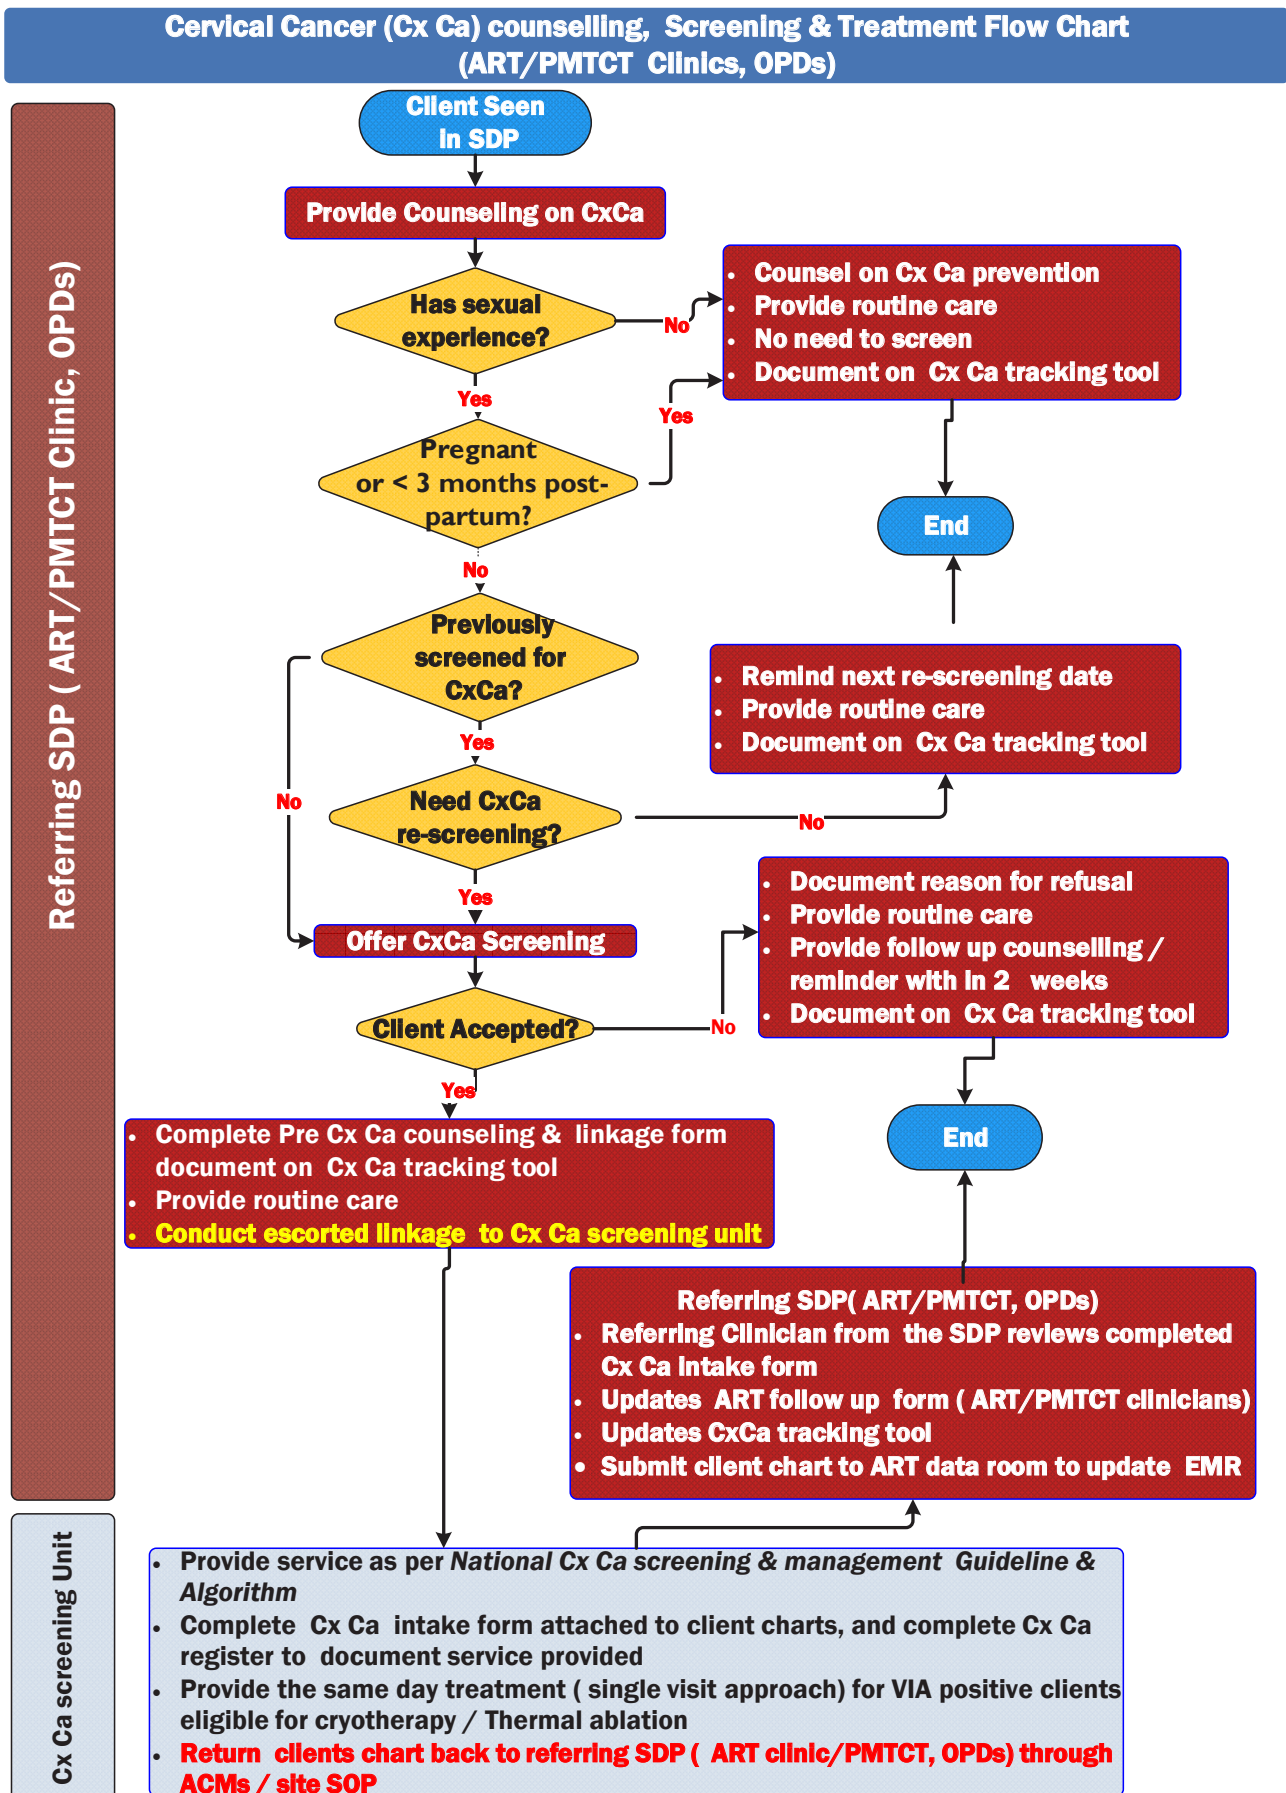 Cervical Cancer (Cx Ca) counselling, Screening & Treatment Flow Chart
(ART/PMTCT Clinics, OPDs)
Referring SDP ( ART/PMTCT Clinic, OPDs)
Client Seen
in SDP
Provide Counseling on CxCa
Has sexual
experience?
No
Counsel on Cx Ca prevention
Provide routine care
No need to screen
Document on Cx Ca tracking tool
Yes
Yes
Pregnant
or < 3 months post-
partum?
End
No
Previously
screened for
CxCa?
Remind next re-screening date
Provide routine care
Document on Cx Ca tracking tool
Yes
No
Need CxCa
re-screening?
No
Yes
Document reason for refusal
Provide routine care
Provide follow up counselling /
reminder with in 2 weeks
Document on Cx Ca tracking tool
Offer CxCa Screening
Client Accepted?
No
Yes
End
Complete Pre Cx Ca counseling & linkage form
document on Cx Ca tracking tool
Provide routine care
Conduct escorted linkage to Cx Ca screening unit
Referring SDP( ART/PMTCT, OPDs)
Referring Clinician from the SDP reviews completed
Cx Ca intake form
Updates ART follow up form ( ART/PMTCT clinicians)
Updates CxCa tracking tool
Submit client chart to ART data room to update EMR
Cx Ca screening Unit
Provide service as per National Cx Ca screening & management Guideline &
Algorithm
Complete Cx Ca intake form attached to client charts, and complete Cx Ca
register to document service provided
Provide the same day treatment ( single visit approach) for VIA positive clients
eligible for cryotherapy / Thermal ablation
Return clients chart back to referring SDP ( ART clinic/PMTCT, OPDs) through
ACMs / site SOP